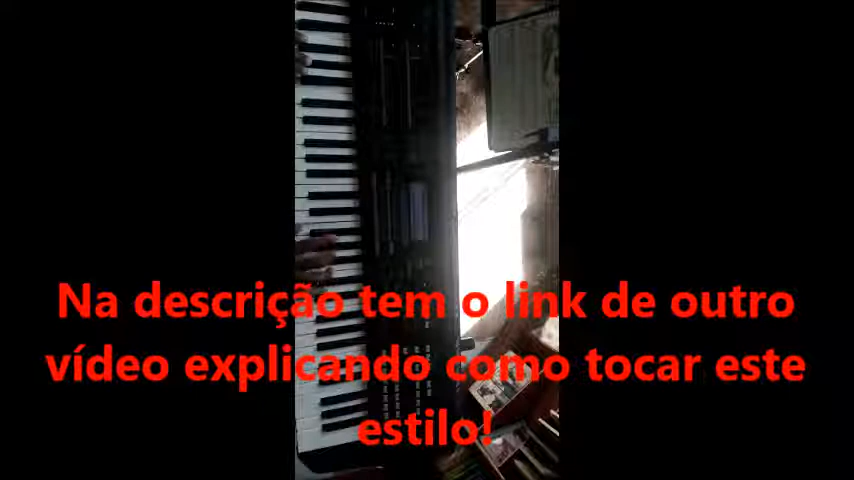 Na descrição tem o link de outro
vídeo explicando como tocar este
estilo!